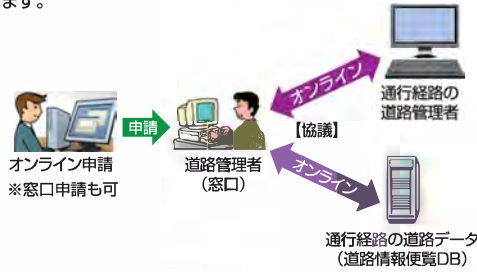 ます。
オンライン
通行経路の
道路管理者
申請
【協議】
オンライン申請
※窓口申請も可
道路管理者
（窓口）
オンライン
通行経路の道路データ
（道路情報便覧DB）